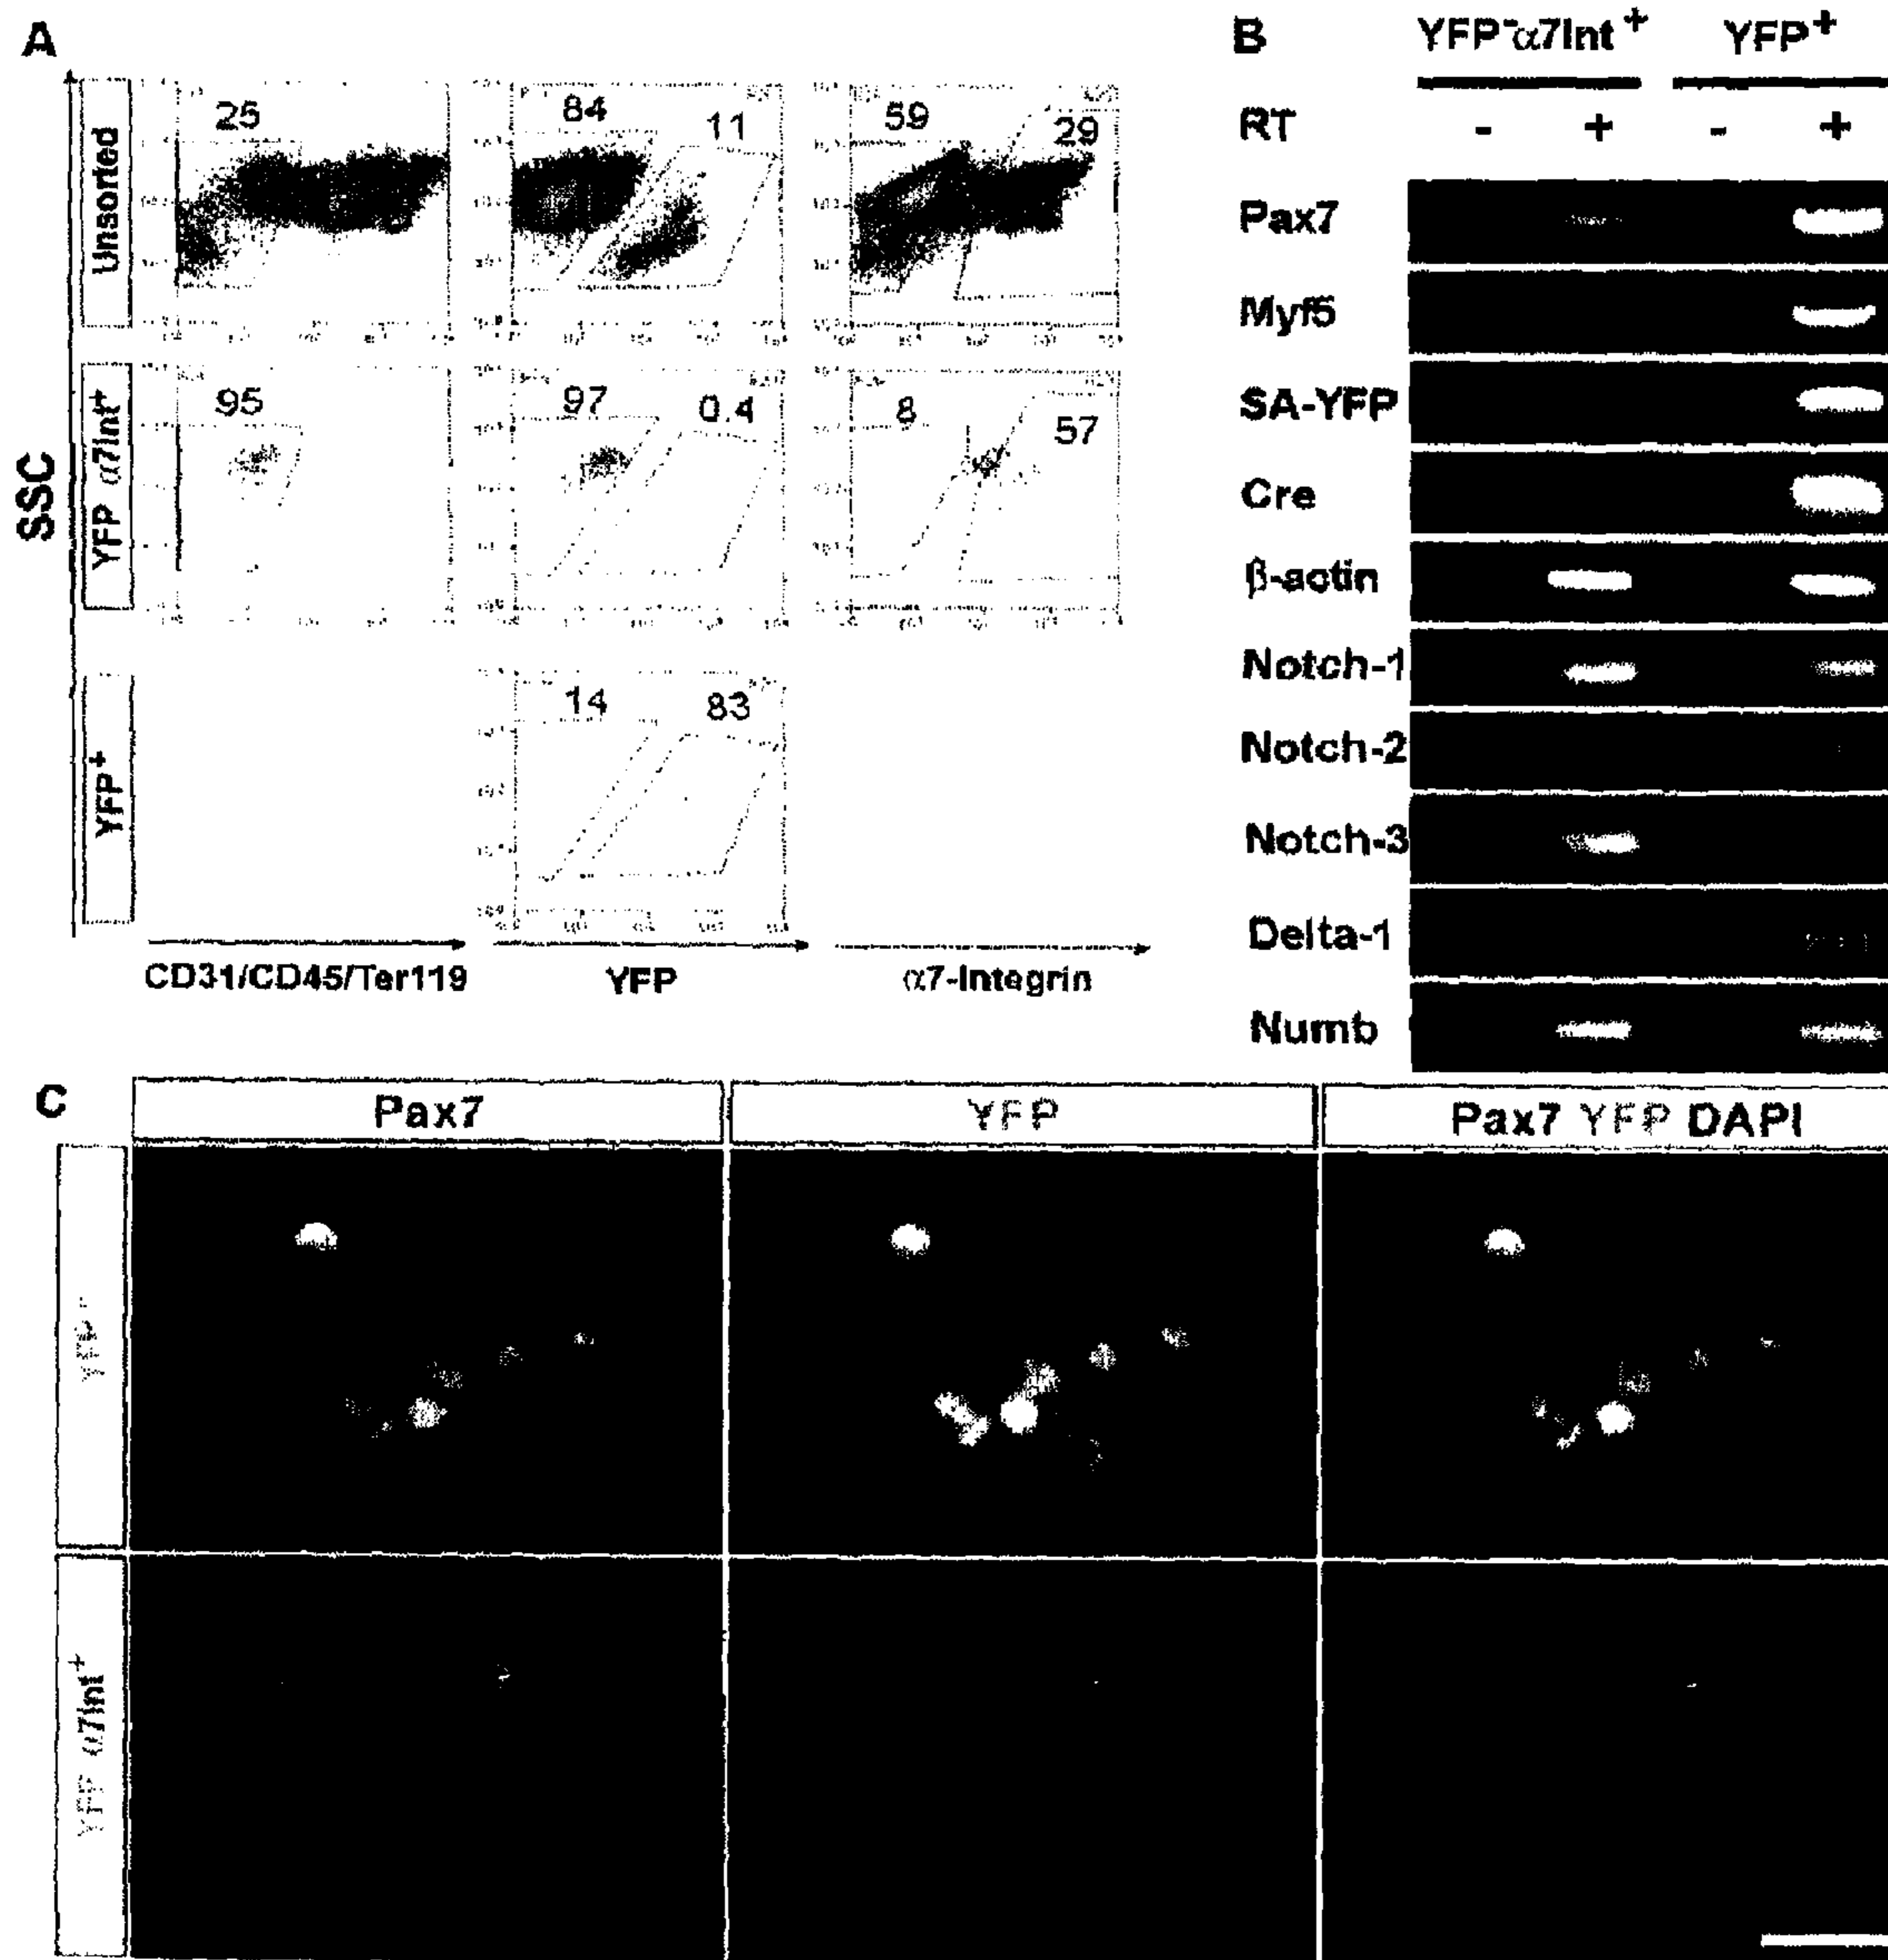 A
SSC
Unsorted
25
84
11
59
29
YFP α7Int+
95
97
0.4
8
57
YFP+
14
83
CD31/CD45/Ter119
YFP
α7-Integrin
B
YFP-α7Int+ YFP+
RT - + - +
Pax7
Myf5
SA-YFP
Cre
β-actin
Notch-1
Notch-2
Notch-3
Delta-1
Numb
C
Pax7
YFP
Pax7 YFP DAPI
YFP+
YFP α7Int+